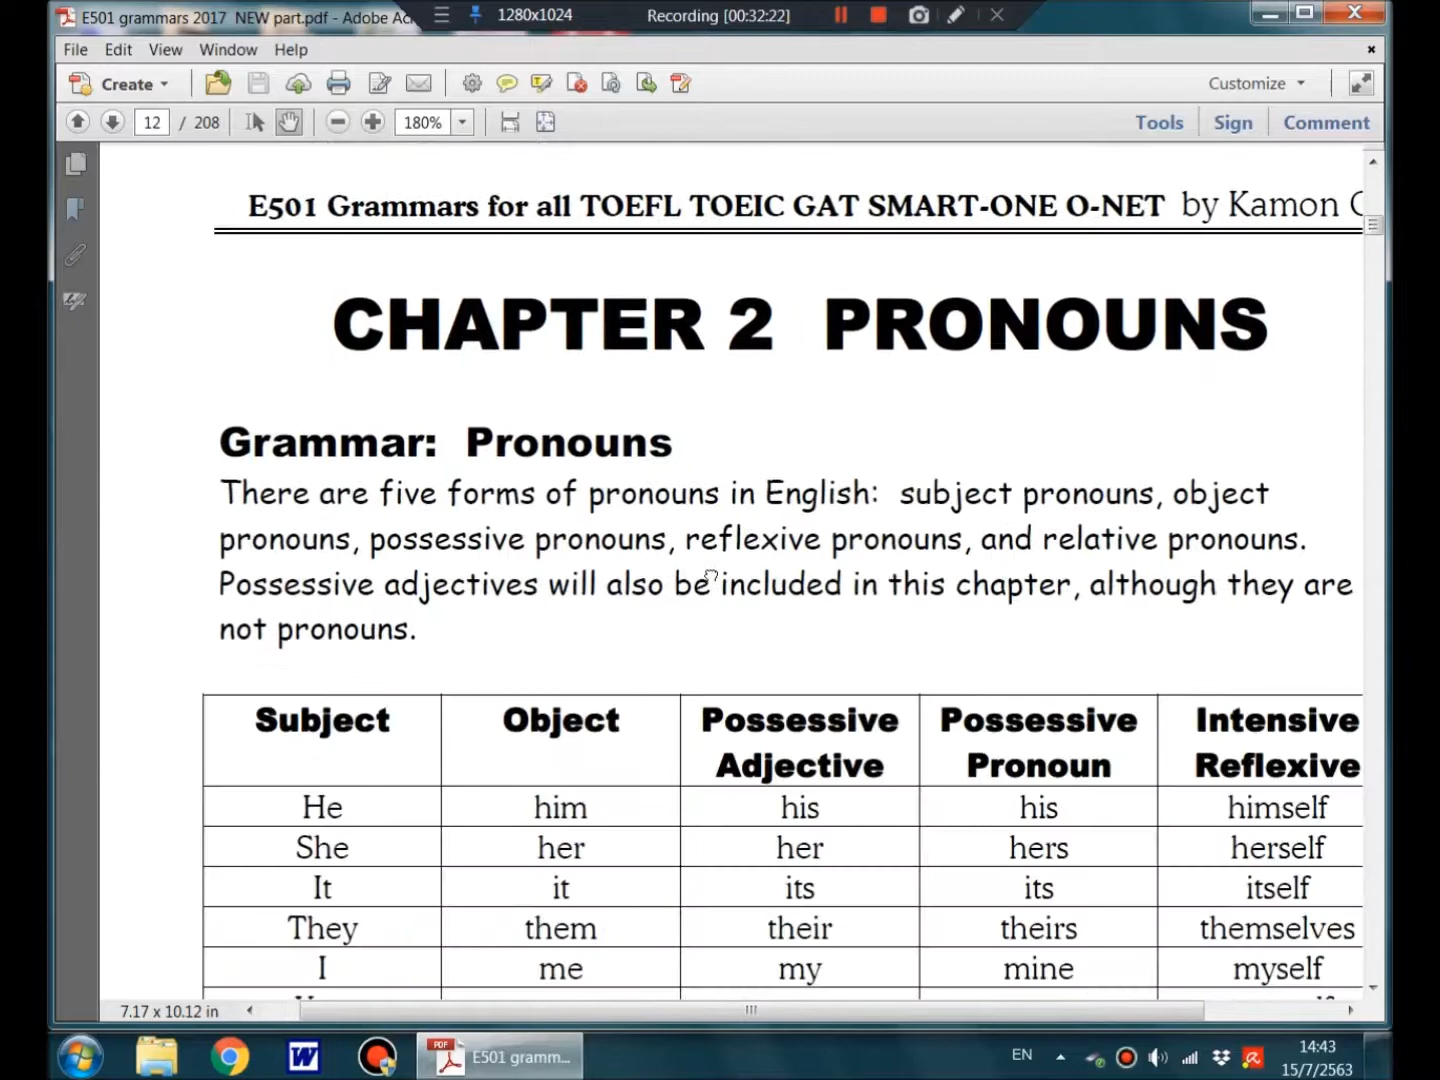 E501 grammars 2017 NEW part.pdf - Adobe Ac
1280x1024
Recording [00:32:22]
File Edit View Window Help
Create
Customize
12 / 208
180%
Tools Sign Comment
E501 Grammars for all TOEFL TOEIC GAT SMART-ONE O-NET by Kamon
CHAPTER 2 PRONOUNS
Grammar: Pronouns
There are five forms of pronouns in English: subject pronouns, object
pronouns, possessive pronouns, reflexive pronouns, and relative pronouns.
Possessive adjectives will also be included in this chapter, although they are
not pronouns.
Subject Object Possessive Possessive Intensive
Adjective Pronoun Reflexive
He him his his himself
She her her hers herself
It it its its itself
They them their theirs themselves
I me my mine myself
7.17 x 10.12 in
E501 gramm...
EN
14:43
15/7/2563